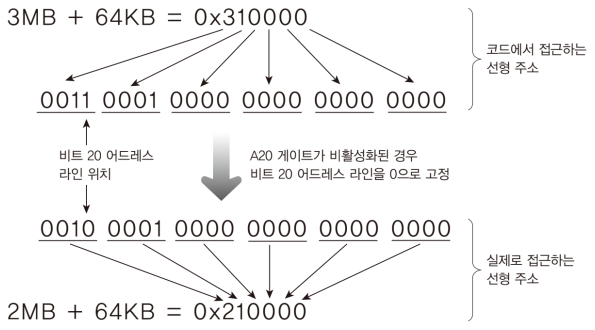 3MB + 64KB = 0x310000
코드에서 접근하는
선형 주소
0011 0001 0000 0000 0000 0000
비트 20 어드레스
라인 위치
A20 게이트가 비활성화된 경우
비트 20 어드레스 라인을 0으로 고정
0010 0001 0000 0000 0000 0000
실제로 접근하는
선형 주소
2MB + 64KB = 0x210000